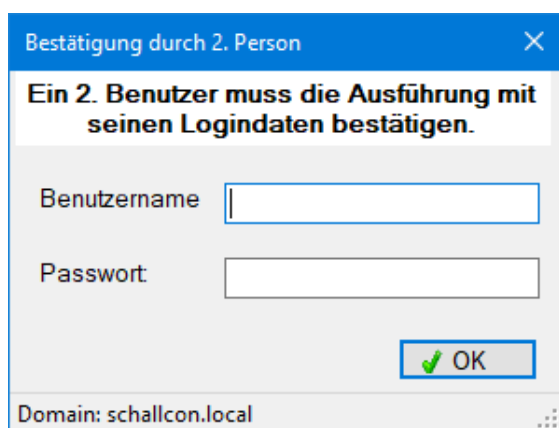 Bestätigung durch 2. Person
Ein 2. Benutzer muss die Ausführung mit
seinen Logindaten bestätigen.
Benutzername
Passwort:
OK
Domain: schallcon.local